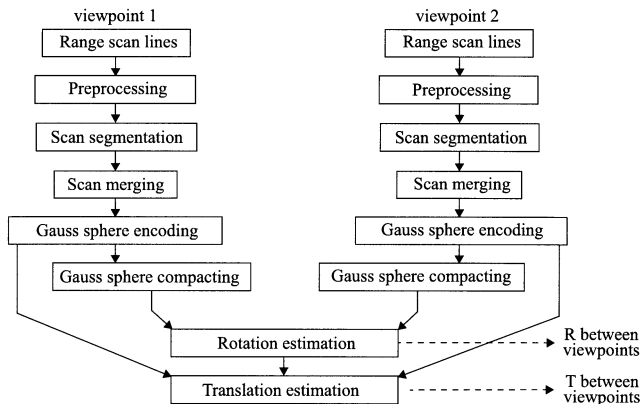 viewpoint 1
Range scan lines
Preprocessing
Scan segmentation
Scan merging
Gauss sphere encoding
Gauss sphere compacting
viewpoint 2
Range scan lines
Preprocessing
Scan segmentation
Scan merging
Gauss sphere encoding
Gauss sphere compacting
Rotation estimation
R between
viewpoints
Translation estimation
T between
viewpoints